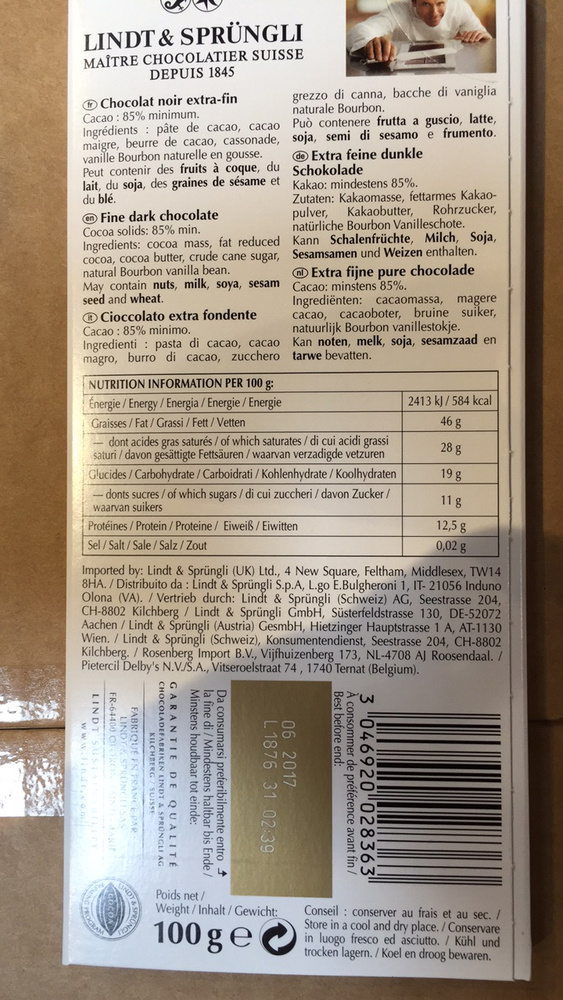 LINDT & SPRÜNGLI
MAÎTRE CHOCOLATIER SUISSE
DEPUIS 1845
fr Chocolat noir extra-fin
Cacao : 85% minimum.
Ingrédients : pâte de cacao, cacao
maigre, beurre de cacao, cassonade,
vanille Bourbon naturelle en gousse.
Peut contenir des fruits à coque, du
lait, du soja, des graines de sésame et
du blé.
en Fine dark chocolate
Cocoa solids: 85% min.
Ingredients: cocoa mass, fat reduced
cocoa, cocoa butter, crude cane sugar,
natural Bourbon vanilla bean.
May contain nuts, milk, soya, sesam
seed and wheat.
it Cioccolato extra fondente
Cacao : 85% minimo.
Ingredienti : pasta di cacao, cacao
magro, burro di cacao, zucchero
grezzo di canna, bacche di vaniglia
naturale Bourbon.
Può contenere frutta a guscio, latte,
soja, semi di sesamo e frumento.
de Extra feine dunkle
Schokolade
Kakao: mindestens 85%.
Zutaten: Kakaomasse, fettarmes Kakao-
pulver, Kakaobutter, Rohrzucker,
natürliche Bourbon Vanilleschote.
Kann Schalenfrüchte, Milch, Soja,
Sesamsamen und Weizen enthalten.
nl Extra fijne pure chocolade
Cacao: minstens 85%.
Ingrediënten: cacaomassa, magere
cacao, cacaoboter, bruine suiker,
natuurlijk Bourbon vanillestokje.
Kan noten, melk, soja, sesamzaad en
tarwe bevatten.
NUTRITION INFORMATION PER 100 g:
Énergie / Energy / Energia / Energie / Energie 2413 kJ / 584 kcal
Graisses / Fat / Grassi / Fett / Vetten 46 g
— dont acides gras saturés / of which saturates / di cui acidi grassi
saturi / davon gesättigte Fettsäuren / waarvan verzadigde vetzuren 28 g
Glucides / Carbohydrate / Carboidrati / Kohlenhydrate / Koolhydraten 19 g
— donts sucres / of which sugars / di cui zuccheri / davon Zucker /
waarvan suikers 11 g
Protéines / Protein / Proteine / Eiweiß / Eiwitten 12,5 g
Sel / Salt / Sale / Salz / Zout 0,02 g
Imported by: Lindt & Sprüngli (UK) Ltd., 4 New Square, Feltham, Middlesex, TW14
8HA. / Distribuito da : Lindt & Sprüngli S.p.A, L.go E.Bulgheroni 1, IT- 21056 Induno
Olona (VA). / Vertrieb durch: Lindt & Sprüngli (Schweiz) AG, Seestrasse 204,
CH-8802 Kilchberg / Lindt & Sprüngli GmbH, Süsterfeldstrasse 130, DE-52072
Aachen / Lindt & Sprüngli (Austria) GesmbH, Hietzinger Hauptstrasse 1 A, AT-1130
Wien. / Lindt & Sprüngli (Schweiz), Konsumentendienst, Seestrasse 204, CH-8802
Kilchberg. / Rosenberg Import B.V., Vijfhuizenberg 173, NL-4708 AJ Roosendaal. /
Pietercil Delby's N.V./S.A., Vitseroelstraat 74 , 1740 Ternat (Belgium).
3 046920 028363
À consommer de préférence avant fin /
Best before end:
06 2017
L1876 31 02:39
Da consumarsi preferibilmente entro
la fine di / Mindestens haltbar bis Ende /
Minstens houdbaar tot einde:
GARANTIE DE QUALITÉ
CHOCOLADEFABRIKEN LINDT & SPRÜNGLI AG
KILCHBERG / SUISSE
FABRIQUÉ EN FRANCE PAR
LINDT & SPRÜNGLI SAS
LINDT
Poids net /
Weight / Inhalt / Gewicht:
100 g e
Conseil : conserver au frais et au sec. /
Store in a cool and dry place. / Conservare
in luogo fresco ed asciutto. / Kühl und
trocken lagern. / Koel en droog bewaren.